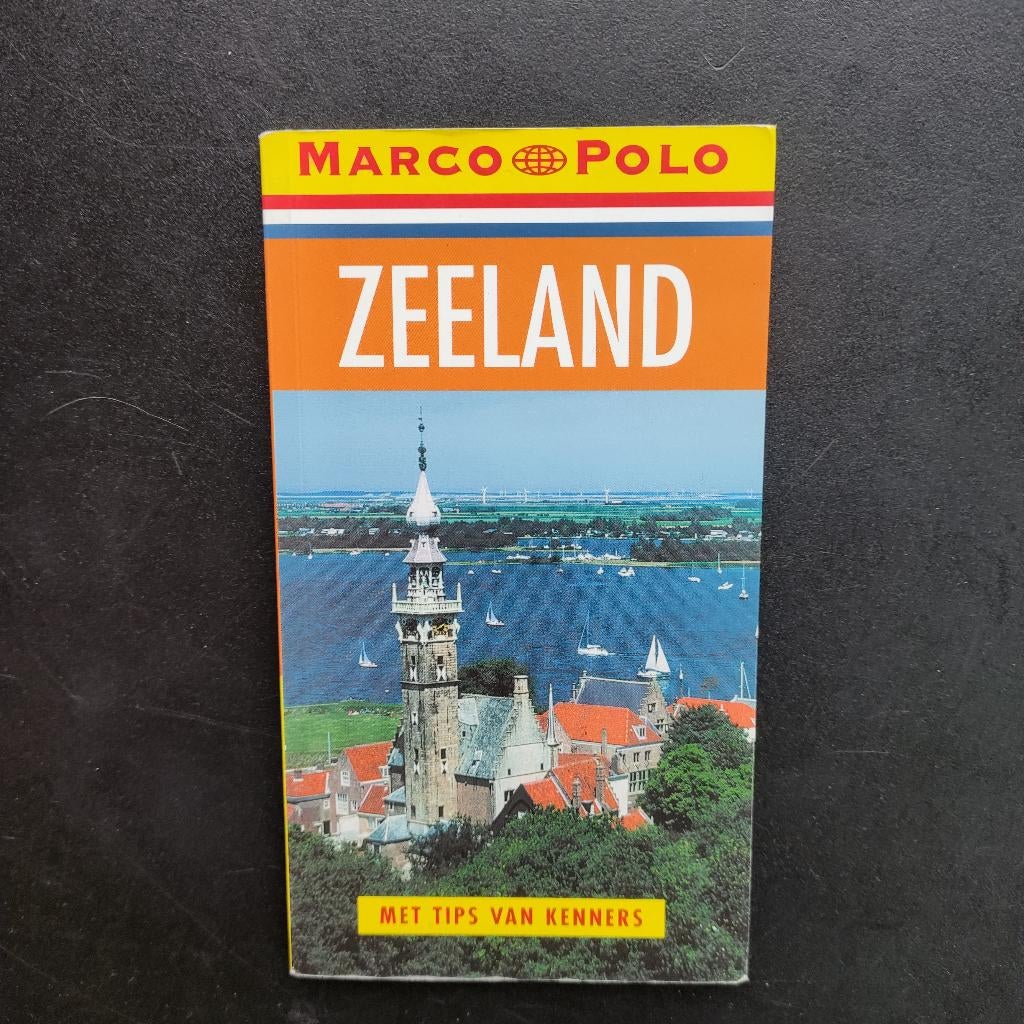 MARCO POLO
ZEELAND
MET TIPS VAN KENNERS